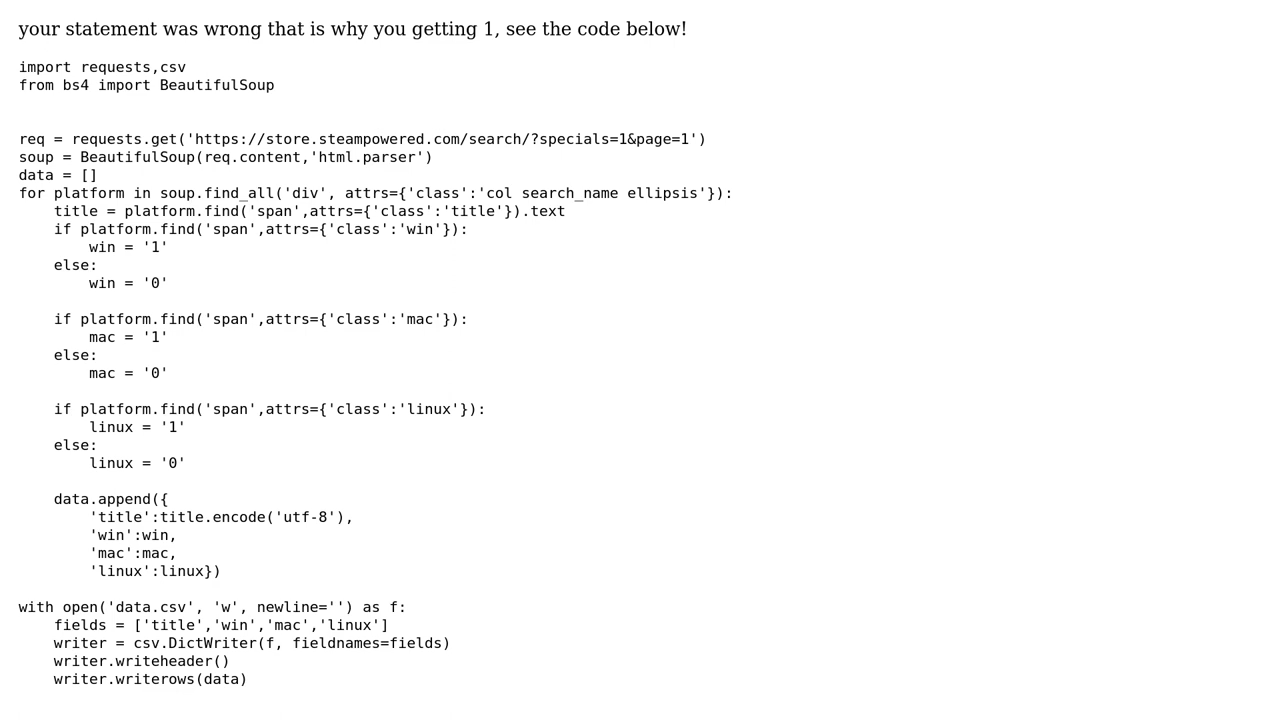 your statement was wrong that is why you getting 1, see the code below!
import requests,csv
from bs4 import BeautifulSoup
req = requests.get('https://store.steampowered.com/search/?specials=1&page=1')
soup = BeautifulSoup(req.content,'html.parser')
data = []
for platform in soup.find_all('div', attrs={'class':'col search_name ellipsis'}):
    title = platform.find('span',attrs={'class':'title'}).text
    if platform.find('span',attrs={'class':'win'}):
        win = '1'
    else:
        win = '0'
    if platform.find('span',attrs={'class':'mac'}):
        mac = '1'
    else:
        mac = '0'
    if platform.find('span',attrs={'class':'linux'}):
        linux = '1'
    else:
        linux = '0'
    data.append({
        'title':title.encode('utf-8'),
        'win':win,
        'mac':mac,
        'linux':linux})
with open('data.csv', 'w', newline='') as f:
    fields = ['title','win','mac','linux']
    writer = csv.DictWriter(f, fieldnames=fields)
    writer.writeheader()
    writer.writerows(data)